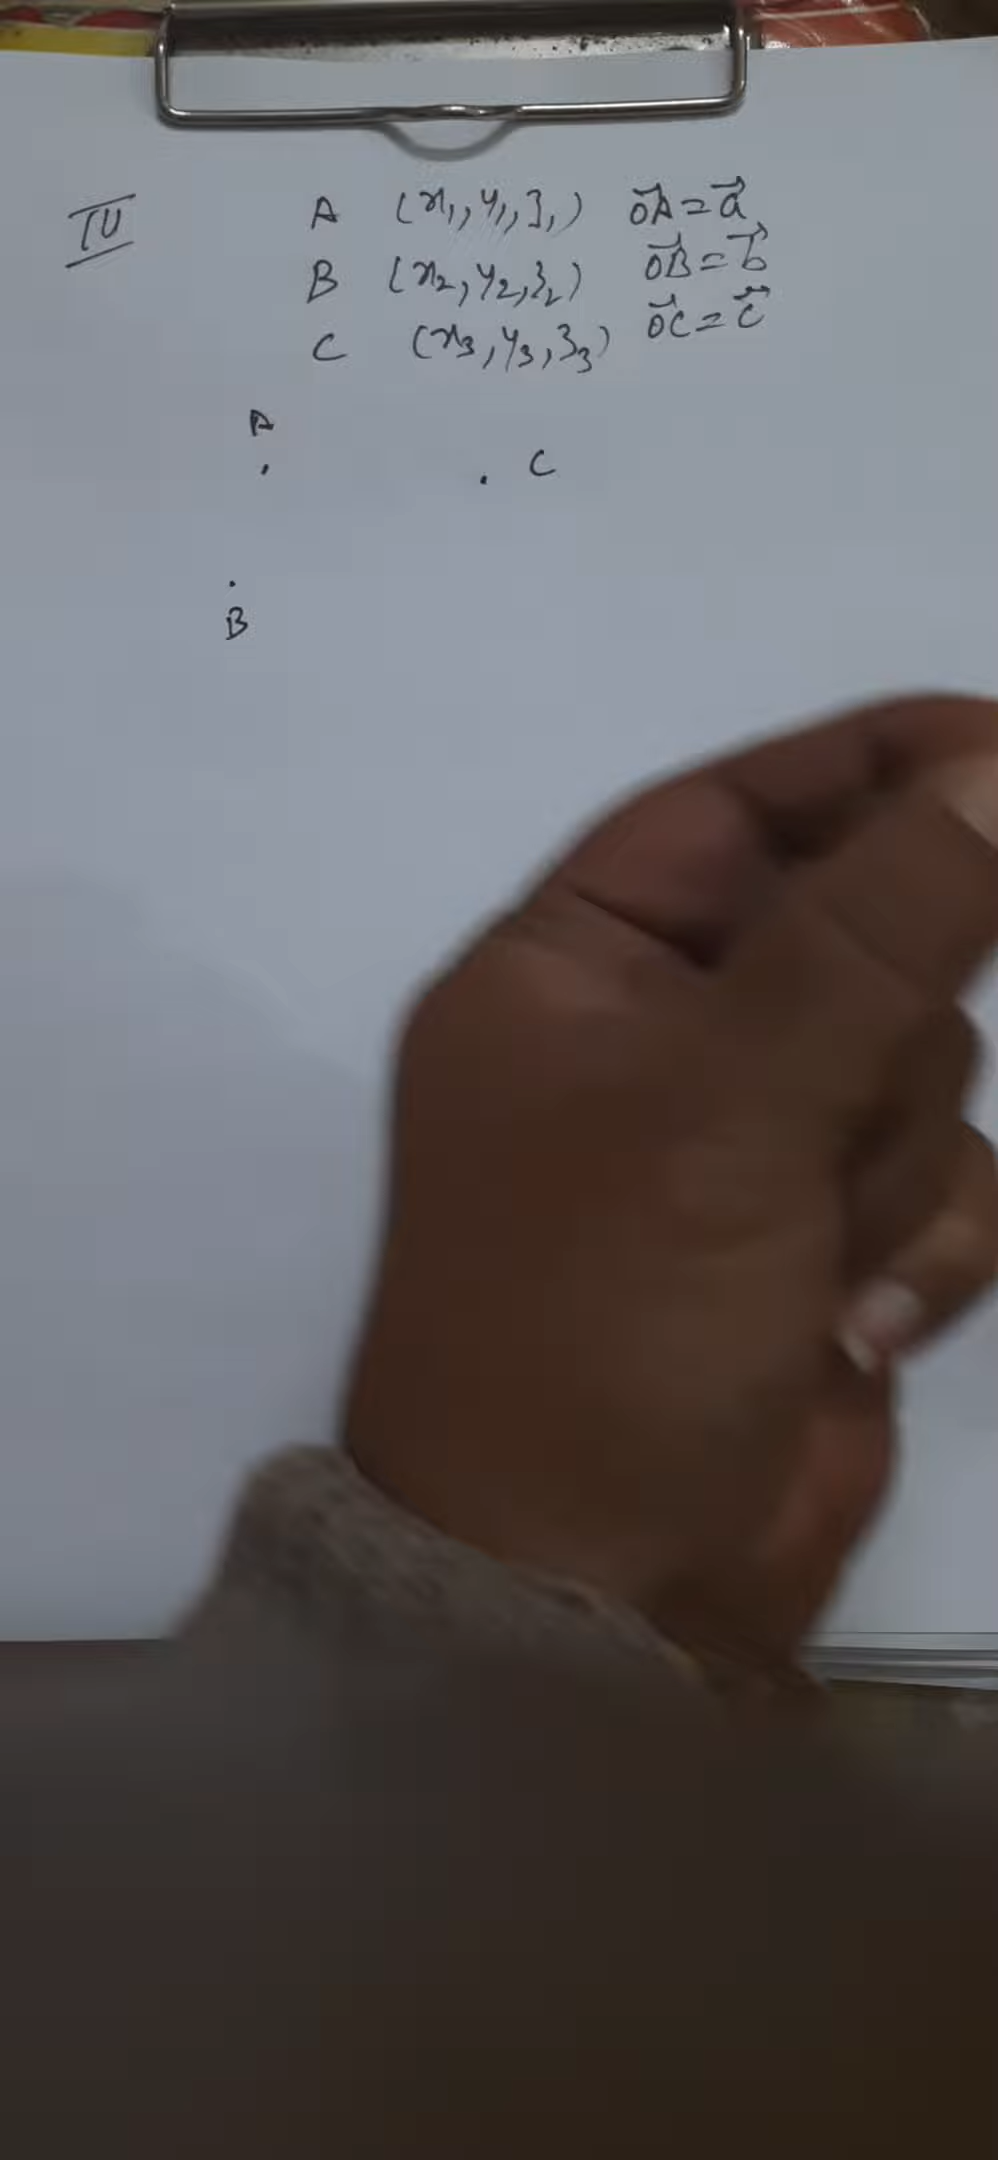 IV
A (x₁, y₁, z₁) →OA = →a
B (x₂, y₂, z₂) →OB = →b
C (x₃, y₃, z₃) →OC = →c
A
. . C
.
B